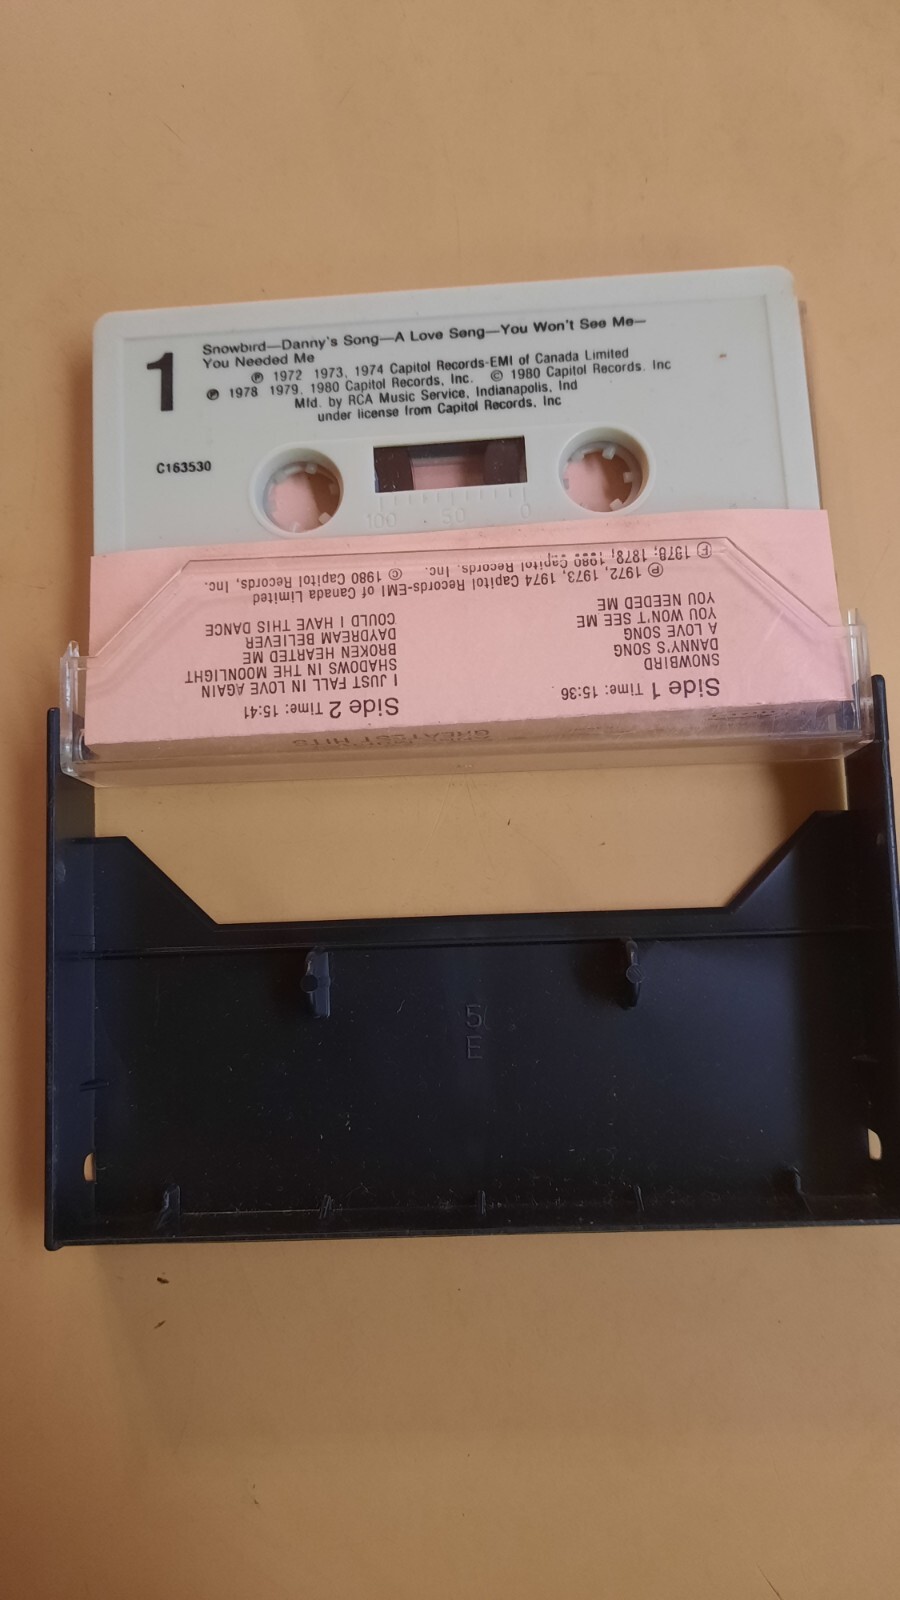 1
Snowbird—Danny's Song—A Love Song—You Won't See Me—
You Needed Me
℗ 1972 1973, 1974 Capitol Records-EMI of Canada Limited
℗ 1978 1979, 1980 Capitol Records, Inc. © 1980 Capitol Records. Inc
Mfd. by RCA Music Service, Indianapolis, Ind
under license from Capitol Records, Inc
C163530
100 50 0
GREATEST HITS
Side 1 Time: 15:36
SNOWBIRD
DANNY'S SONG
A LOVE SONG
YOU WON'T SEE ME
YOU NEEDED ME
Side 2 Time: 15:41
I JUST FALL IN LOVE AGAIN
SHADOWS IN THE MOONLIGHT
BROKEN HEARTED ME
DAYDREAM BELIEVER
COULD I HAVE THIS DANCE
℗ 1972, 1973, 1974 Capitol Records-EMI of Canada Limited
℗ 1978, 1979, 1980 Capitol Records, Inc. © 1980 Capitol Records, Inc.
5
E